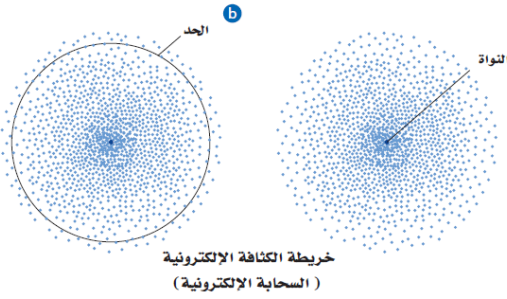 b
الحد
النواة
خريطة الكثافة الإلكترونية
(السحابة الإلكترونية)